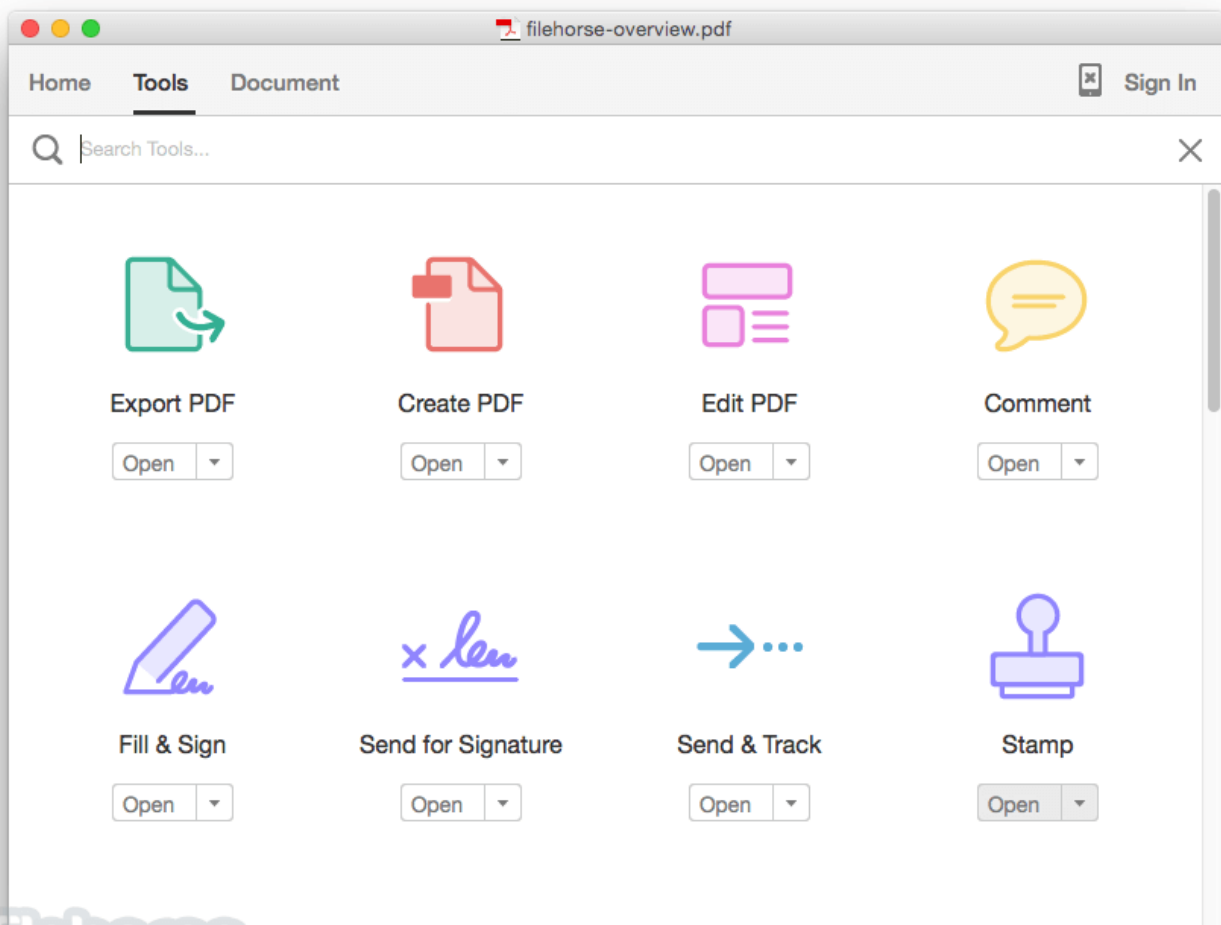 filehorse-overview.pdf
Home Tools Document Sign In
Search Tools...
Export PDF Create PDF Edit PDF Comment
Open Open Open Open
Fill & Sign Send for Signature Send & Track Stamp
Open Open Open Open